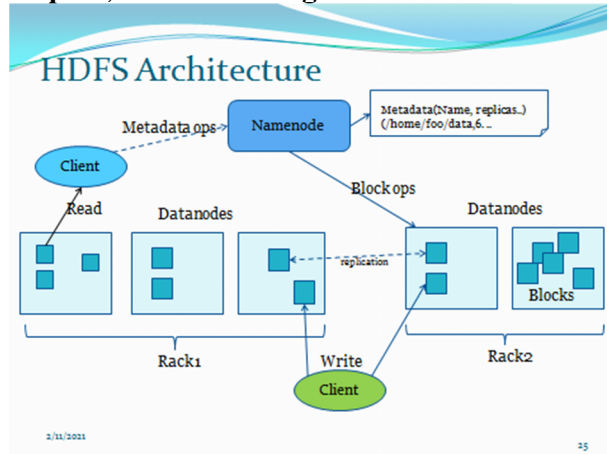 HDFS Architecture
Metadata(Name, replicas..)
(/home/foo/data,6. ..
Metadata ops
Namenode
Client
Block ops
Read
Datanodes
Datanodes
replication
Blocks
Rack1
Write
Rack2
Client
2/11/2021
25